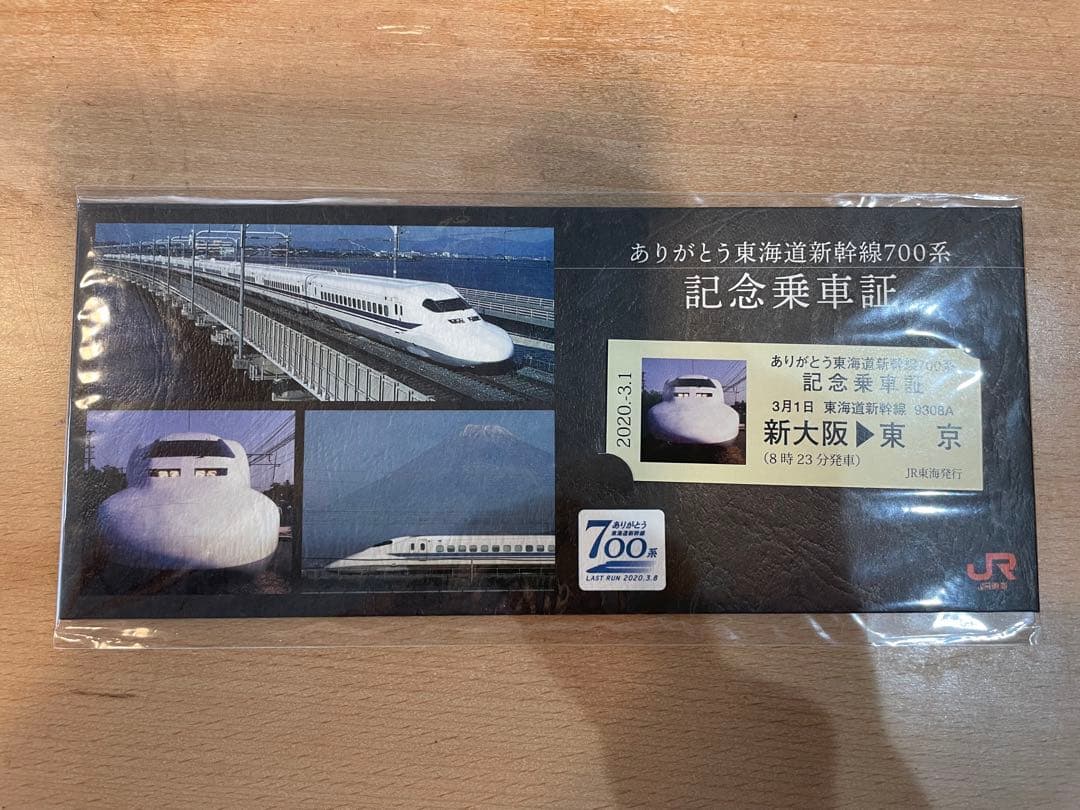 ありがとう東海道新幹線700系
記念乗車証
2020.3.1
ありがとう東海道新幹線700系
記念乗車証
3月1日 東海道新幹線 9308A
新大阪▶東京
(8時23分発車)
JR東海発行
ありがとう
東海道新幹線
700系
LAST RUN 2020.3.8
JR
JR東海